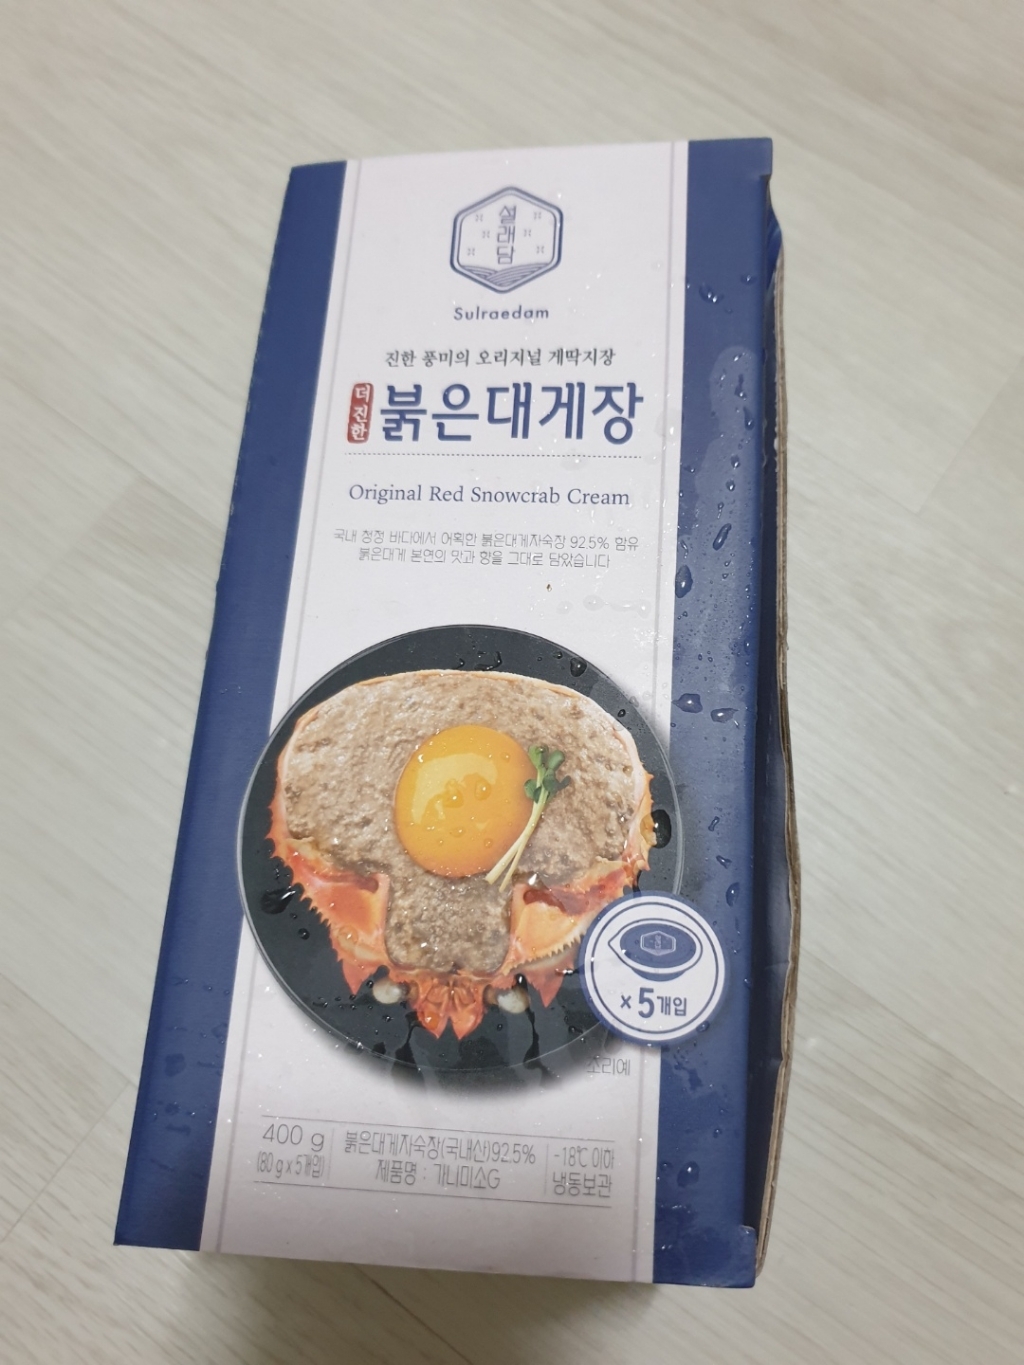 설래담
Sulraedam
진한 풍미의 오리지널 게딱지장
더진한
붉은대게장
Original Red Snowcrab Cream
국내 청정 바다에서 어획한 붉은대게자숙장 92.5% 함유
붉은대게 본연의 맛과 향을 그대로 담았습니다
× 5개입
조리예
400 g
(80 g x 5개입)
붉은대게자숙장(국내산)92.5%
제품명 : 가니미소G
-18℃ 이하
냉동보관